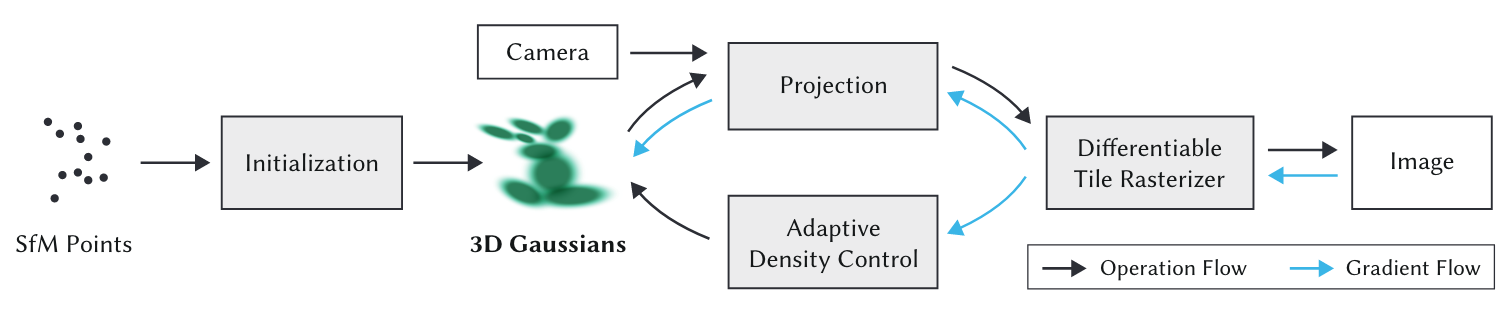 SfM Points
Initialization
3D Gaussians
Camera
Projection
Adaptive
Density Control
Differentiable
Tile Rasterizer
Image
Operation Flow
Gradient Flow